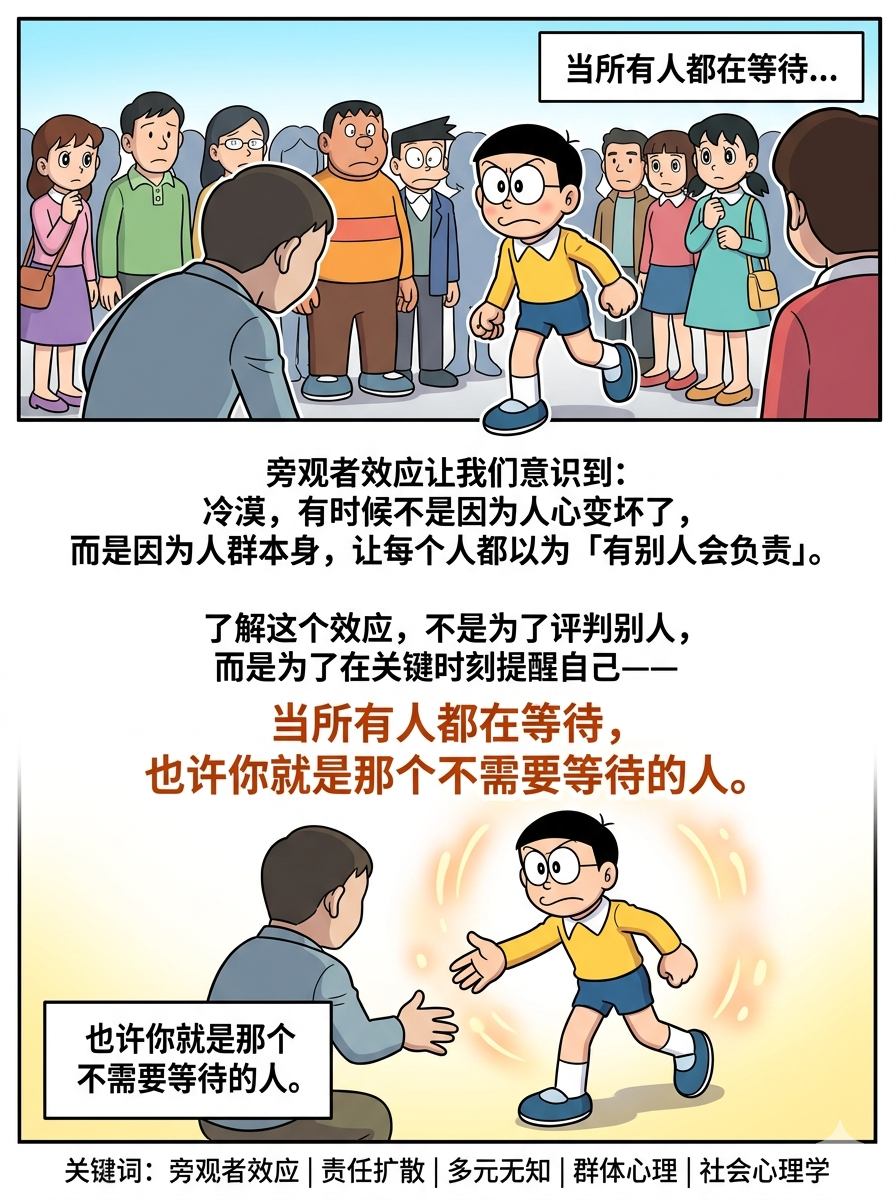 当所有人都在等待...
旁观者效应让我们意识到：
冷漠，有时候不是因为人心变坏了，
而是因为人群本身，让每个人都以为「有别人会负责」。
了解这个效应，不是为了评判别人，
而是为了在关键时刻提醒自己——
当所有人都在等待，
也许你就是那个不需要等待的人。
也许你就是那个
不需要等待的人。
关键词：旁观者效应 | 责任扩散 | 多元无知 | 群体心理 | 社会心理学